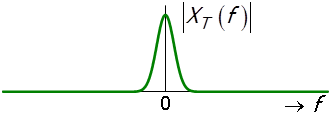 |X_T(f)|
0
→ f